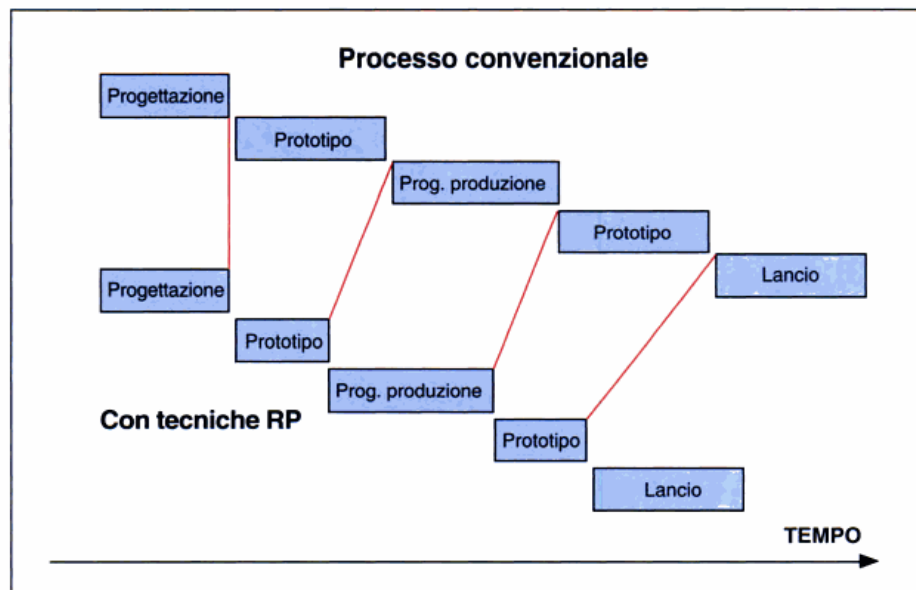 Processo convenzionale
Progettazione
Prototipo
Prog. produzione
Prototipo
Lancio
Progettazione
Prototipo
Prog. produzione
Con tecniche RP
Prototipo
Lancio
TEMPO